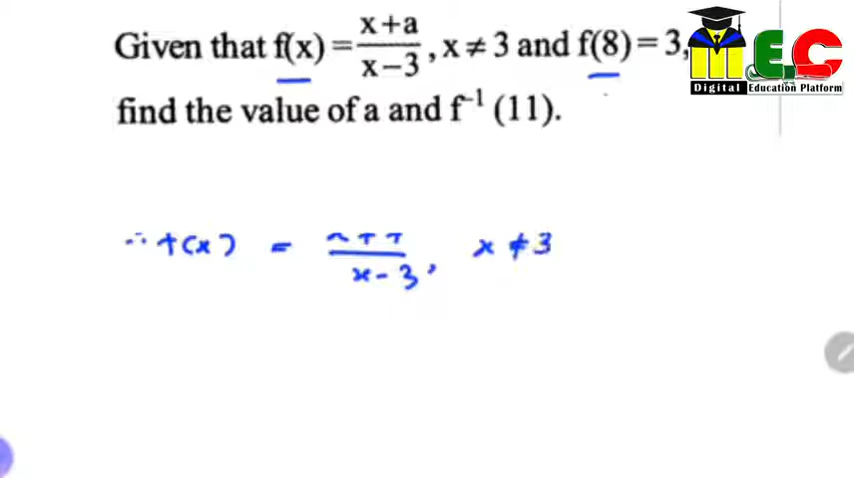 Given that f(x) = x+a / x−3 , x ≠ 3 and f(8) = 3,
find the value of a and f⁻¹ (11).
MEC
Digital Education Platform
∴ f(x) = / x − 3 , x ≠ 3